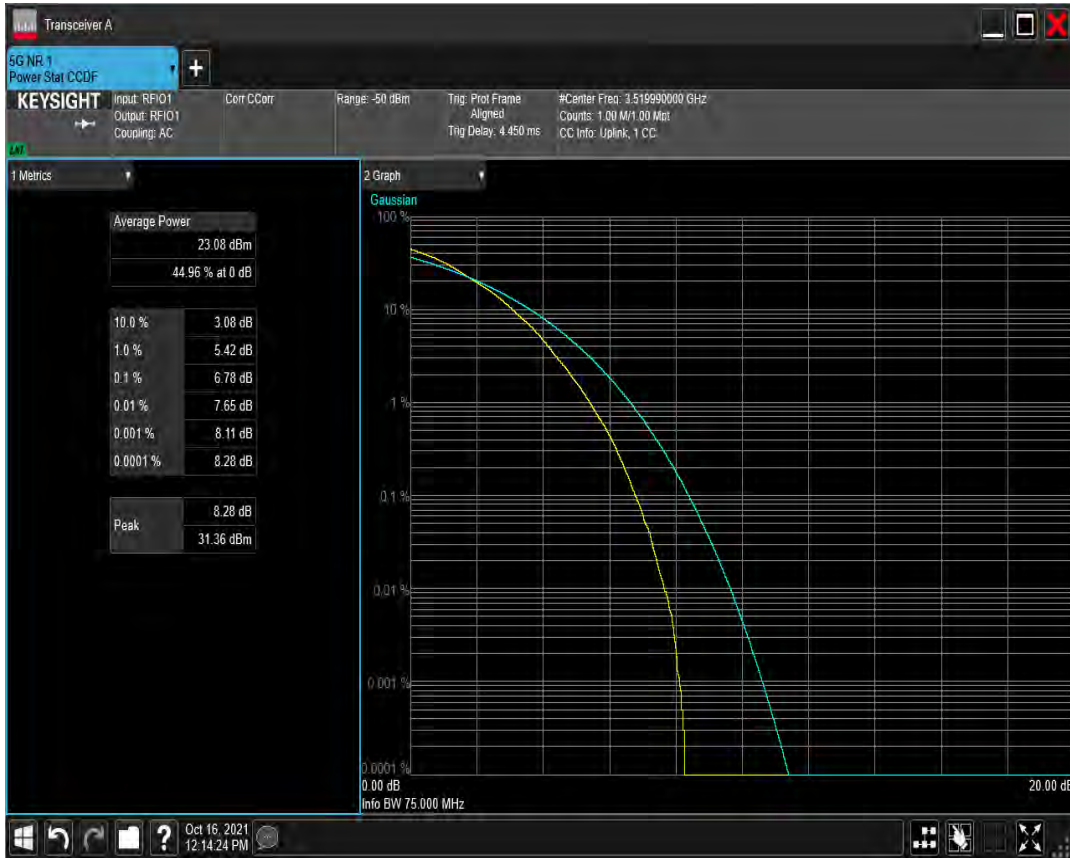 Transceiver A
5G NR 1
Power Stat CCDF
+
KEYSIGHT
Input: RFIO1
Output: RFIO1
Coupling: AC
Corr CCorr
Range: -50 dBm
Trig: Prot Frame
Aligned
Trig Delay: 4.450 ms
#Center Freq: 3.519990000 GHz
Counts: 1.00 M/1.00 Mpt
CC Info: Uplink, 1 CC
1 Metrics
Average Power
23.08 dBm
44.96 % at 0 dB
10.0 % 3.08 dB
1.0 % 5.42 dB
0.1 % 6.78 dB
0.01 % 7.65 dB
0.001 % 8.11 dB
0.0001 % 8.28 dB
Peak
8.28 dB
31.36 dBm
2 Graph
Gaussian
100 %
10 %
1 %
0.1 %
0.01 %
0.001 %
0.0001 %
0.00 dB 20.00 dB
Info BW 75.000 MHz
?
Oct 16, 2021
12:14:24 PM